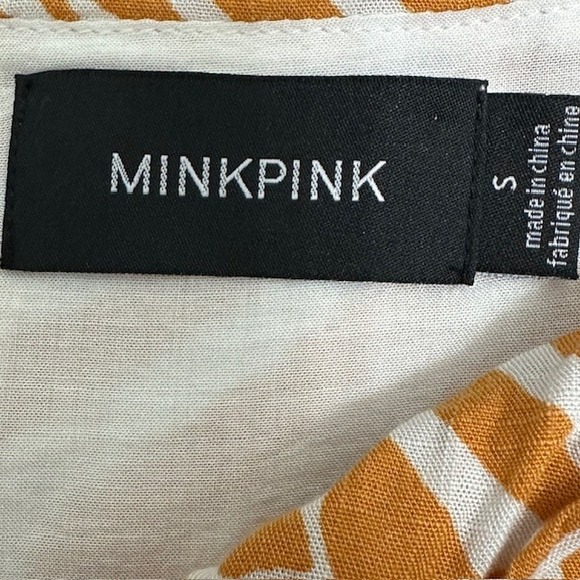 MINKPINK
S
made in china
fabriqué en chine